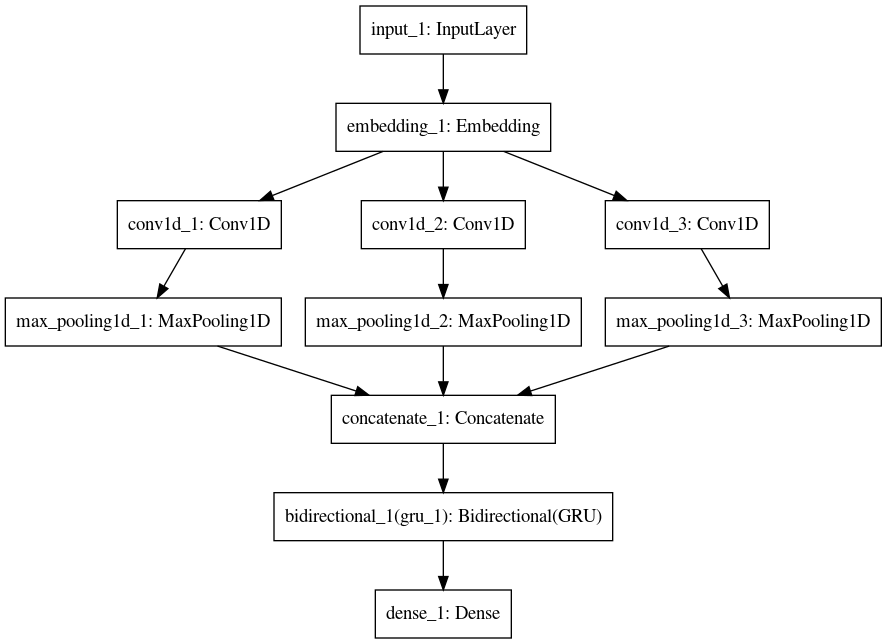 input_1: InputLayer
embedding_1: Embedding
conv1d_1: Conv1D
conv1d_2: Conv1D
conv1d_3: Conv1D
max_pooling1d_1: MaxPooling1D
max_pooling1d_2: MaxPooling1D
max_pooling1d_3: MaxPooling1D
concatenate_1: Concatenate
bidirectional_1(gru_1): Bidirectional(GRU)
dense_1: Dense